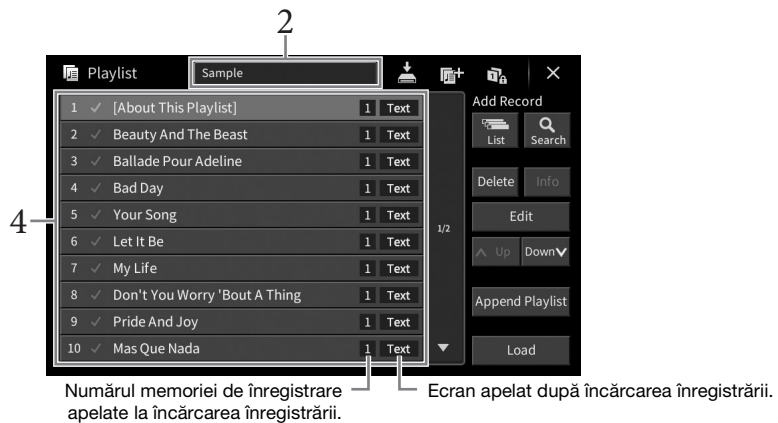 2
Playlist Sample
4
1 [About This Playlist] 1 Text
2 Beauty And The Beast 1 Text
3 Ballade Pour Adeline 1 Text
4 Bad Day 1 Text
5 Your Song 1 Text
6 Let It Be 1 Text
7 My Life 1 Text
8 Don't You Worry 'Bout A Thing 1 Text
9 Pride And Joy 1 Text
10 Mas Que Nada 1 Text
1/2
Add Record
List Search
Delete Info
Edit
Up Down
Append Playlist
Load
Numărul memoriei de înregistrare
apelate la încărcarea înregistrării.
Ecran apelat după încărcarea înregistrării.